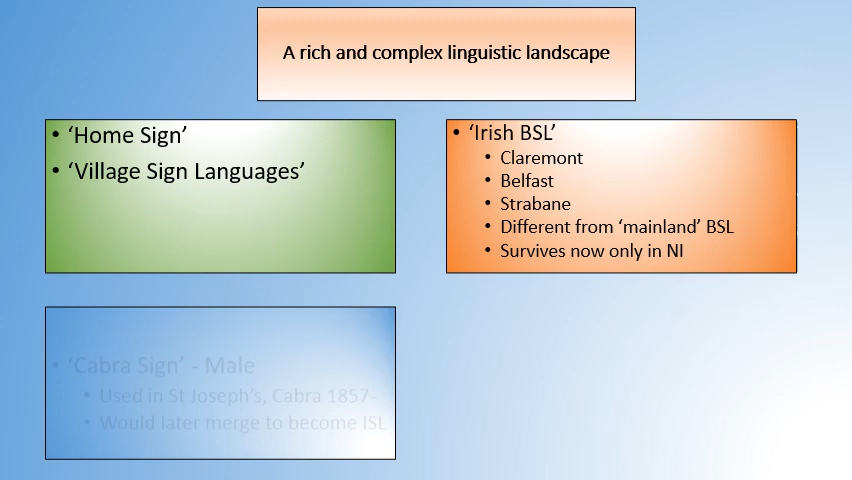 A rich and complex linguistic landscape
• ‘Home Sign’
• ‘Village Sign Languages’
• ‘Irish BSL’
• Claremont
• Belfast
• Strabane
• Different from ‘mainland’ BSL
• Survives now only in NI
• ‘Cabra Sign’ - Male
• Used in St Joseph’s, Cabra 1857-
• Would later merge to become ISL